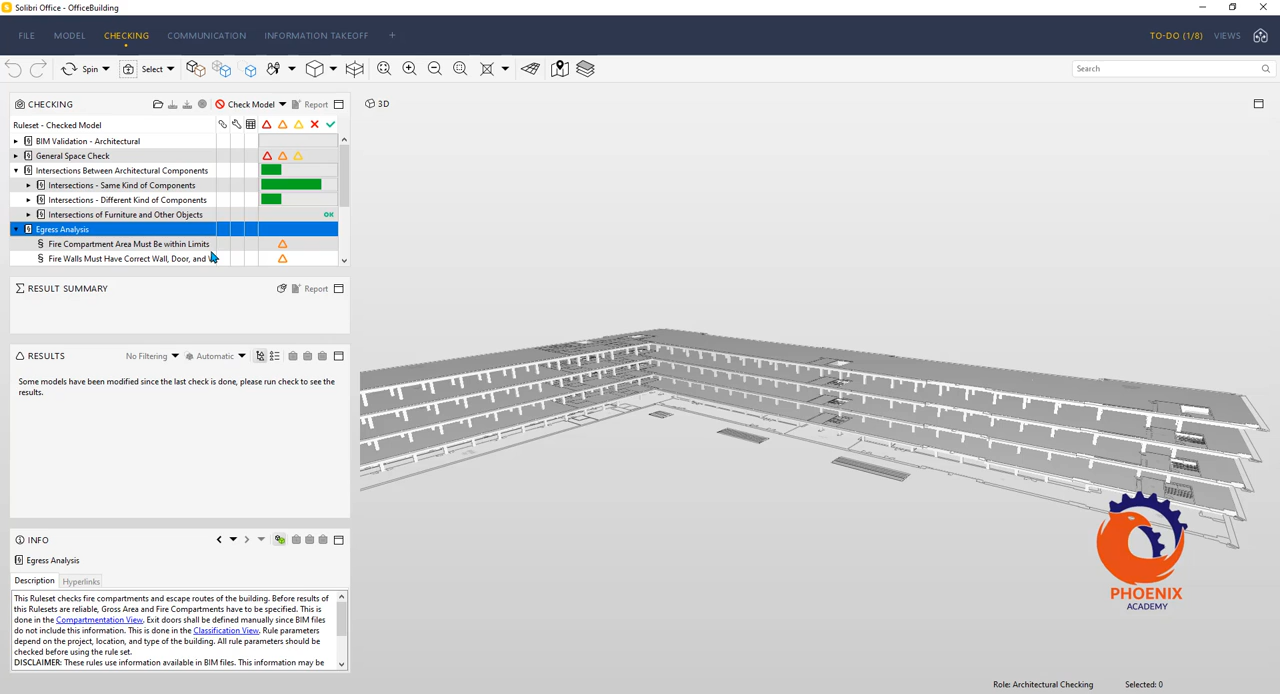 Solibri Office - OfficeBuilding
FILE MODEL CHECKING COMMUNICATION INFORMATION TAKEOFF + TO-DO (1/8) VIEWS
Spin Select Search
CHECKING Check Model Report
3D
Ruleset - Checked Model
BIM Validation - Architectural
General Space Check
Intersections Between Architectural Components
Intersections - Same Kind of Components
Intersections - Different Kind of Components
Intersections of Furniture and Other Objects OK
Egress Analysis
§ Fire Compartment Area Must Be within Limits
§ Fire Walls Must Have Correct Wall, Door, and
RESULT SUMMARY Report
RESULTS No Filtering Automatic
Some models have been modified since the last check is done, please run check to see the
results.
INFO
Egress Analysis
Description Hyperlinks
This Ruleset checks fire compartments and escape routes of the building. Before results
of this Rulesets are reliable, Gross Area and Fire Compartments have to be specified. This is
done in the Compartmentation View. Exit doors shall be defined manually since BIM files
do not include this information. This is done in the Classification View. Rule parameters
depend on the project, location, and type of the building. All rule parameters should be
checked before using the rule set.
DISCLAIMER: These rules use information available in BIM files. This information may be
PHOENIX
ACADEMY
Role: Architectural Checking Selected: 0